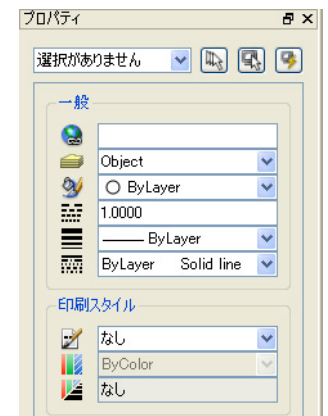 プロパティ
選択がありません
一般
Object
ByLayer
1.0000
ByLayer
ByLayer Solid line
印刷スタイル
なし
ByColor
なし